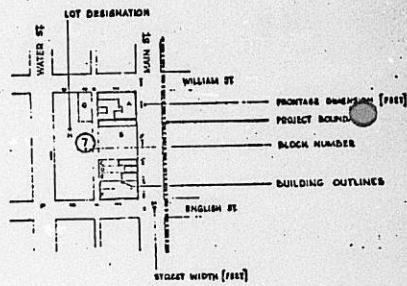 LOT DESIGNATION
WATER ST.
MAIN ST.
WILLIAM ST.
FRONTAGE DIMENSION [FEET]
PROJECT
BLOCK NUMBER
BUILDING OUTLINES
ENGLISH ST.
STREET WIDTH [FEET]
7
A